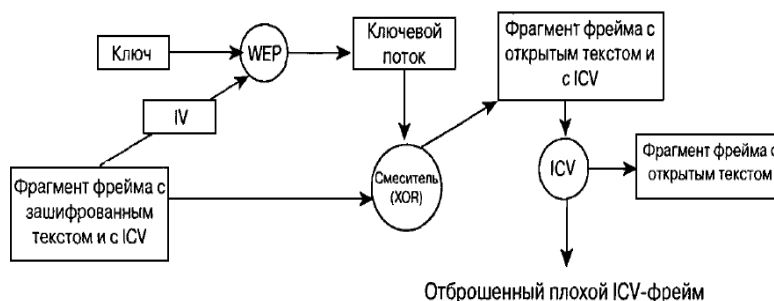 Ключ
WEP
Ключевой
поток
Фрагмент фрейма с
открытым текстом и
с ICV
IV
Фрагмент фрейма с
зашифрованным
текстом и с ICV
Смеситель
(XOR)
ICV
Фрагмент фрейма с
открытым текстом
Отброшенный плохой ICV-фрейм